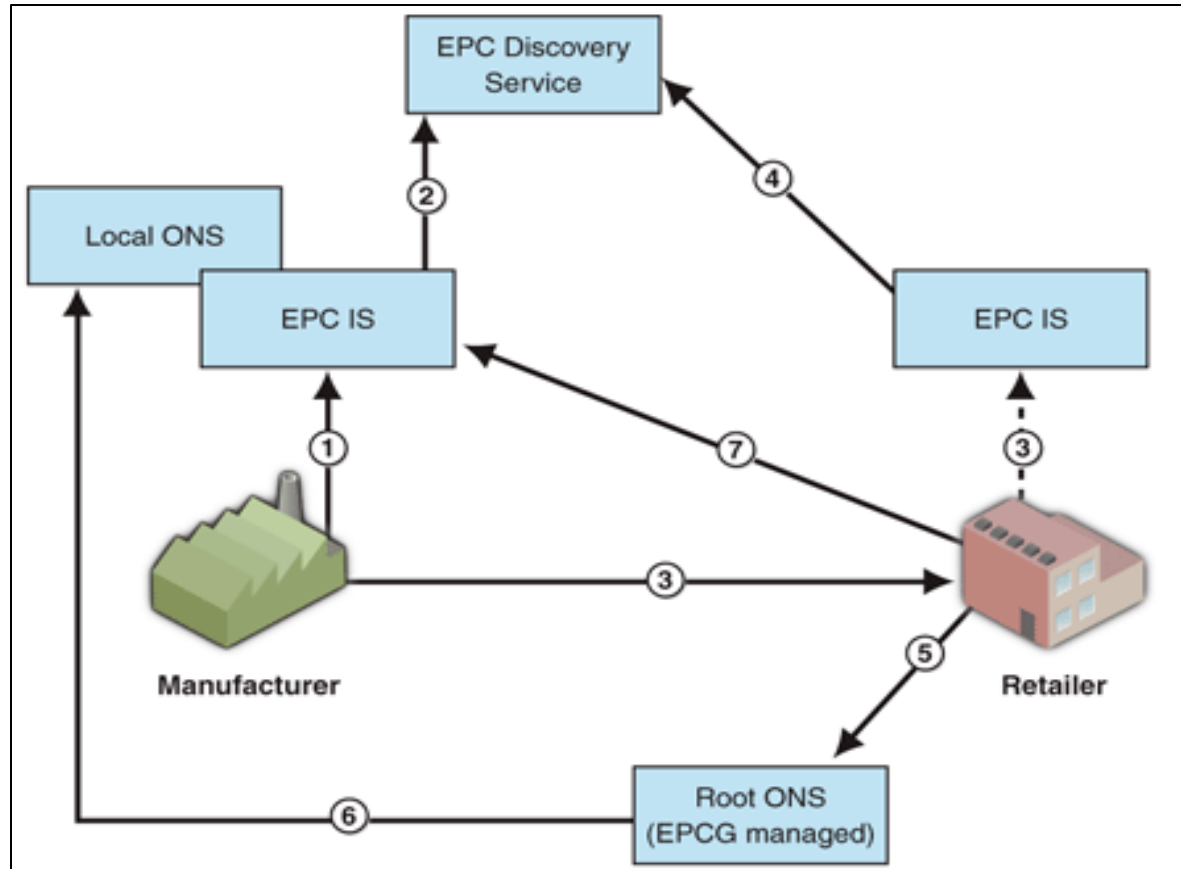 EPC Discovery
Service
2
4
Local ONS
EPC IS
EPC IS
1
7
3
3
Manufacturer
5
Retailer
Root ONS
(EPCG managed)
6